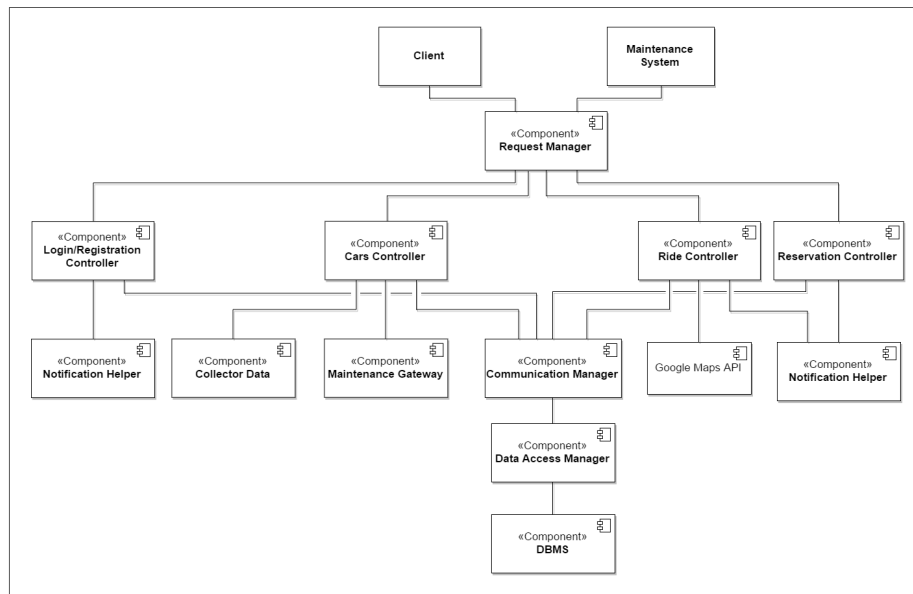 Client
Maintenance
System
«Component»
Request Manager
«Component»
Login/Registration
Controller
«Component»
Cars Controller
«Component»
Ride Controller
«Component»
Reservation Controller
«Component»
Notification Helper
«Component»
Collector Data
«Component»
Maintenance Gateway
«Component»
Communication Manager
Google Maps API
«Component»
Notification Helper
«Component»
Data Access Manager
«Component»
DBMS